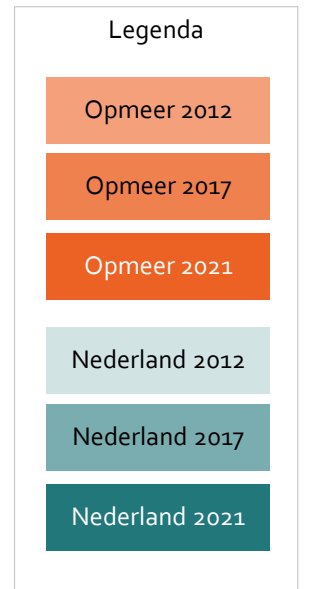 Legenda
Opmeer 2012
Opmeer 2017
Opmeer 2021
Nederland 2012
Nederland 2017
Nederland 2021